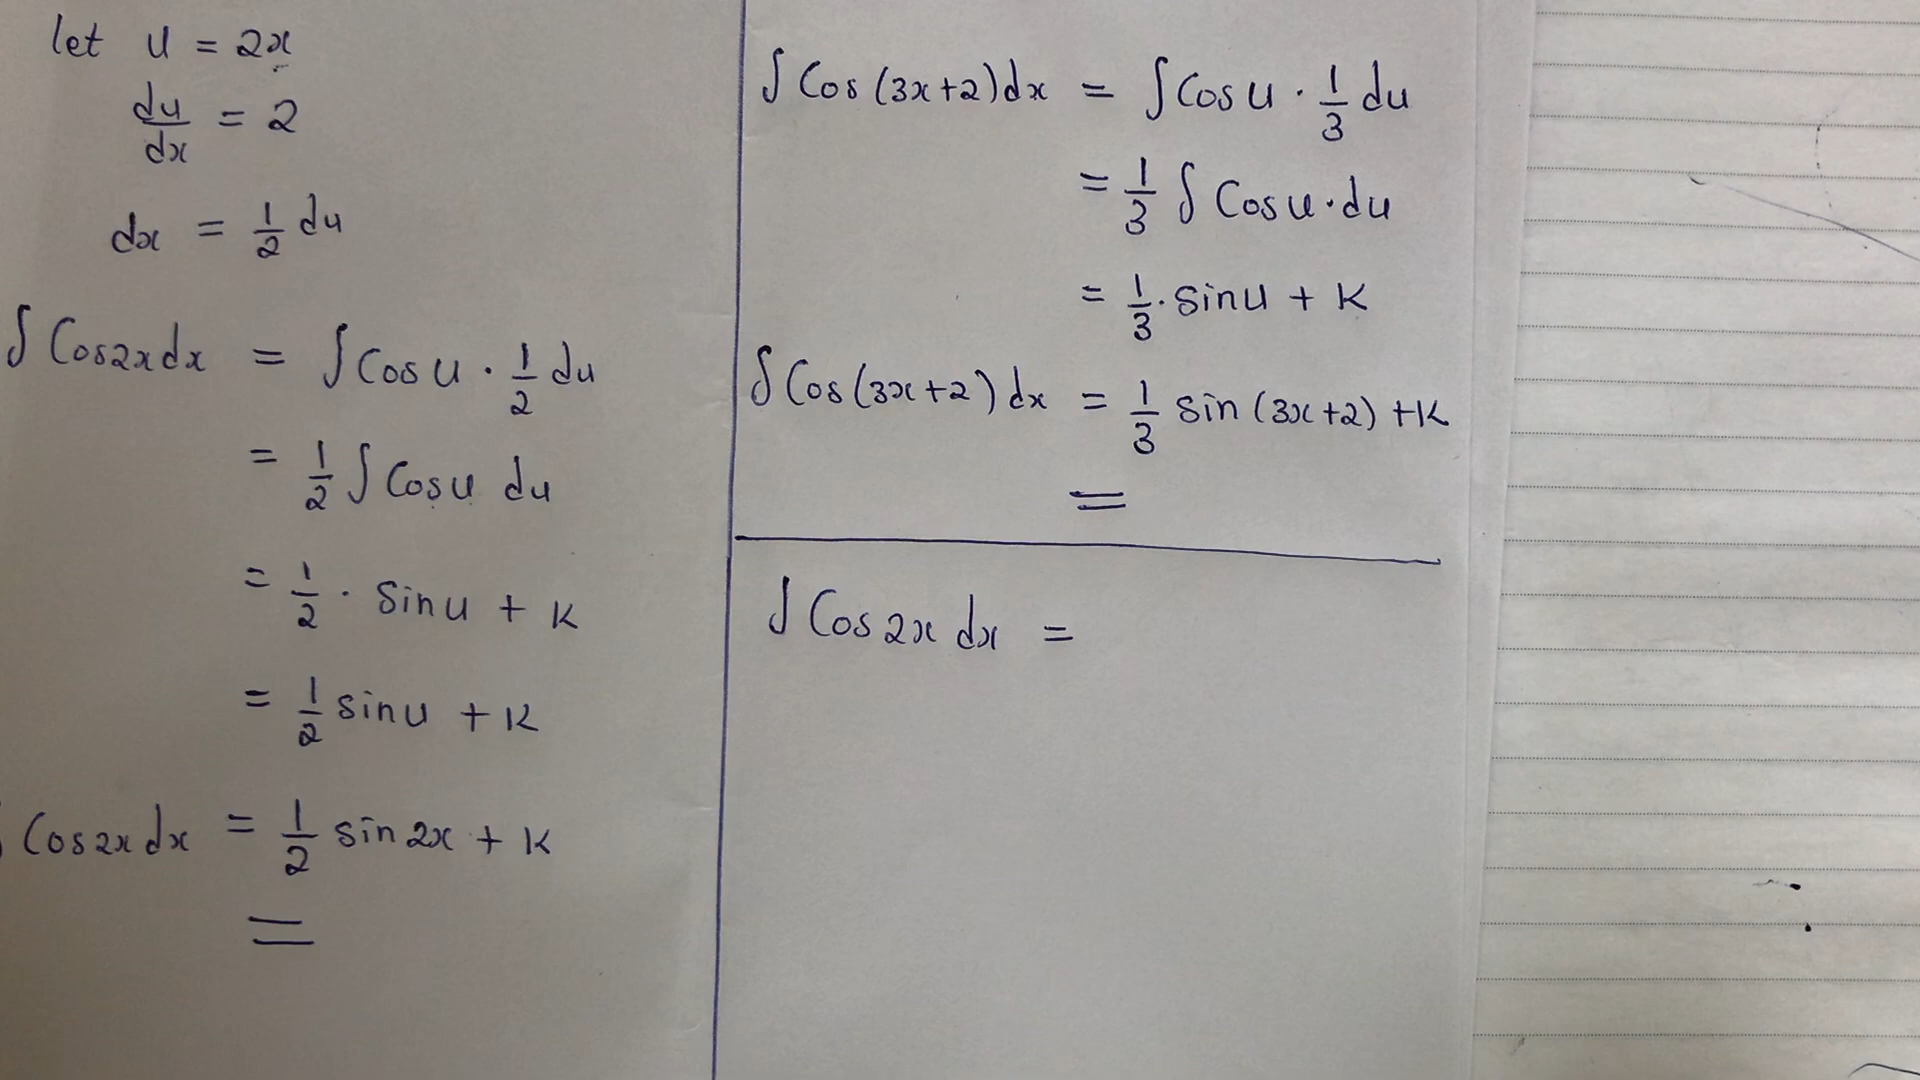 let u = 2x
du/dx = 2
dx = 1/2 du
∫ Cos2x dx = ∫ Cos u · 1/2 du
= 1/2 ∫ Cos u du
= 1/2 · Sin u + K
= 1/2 sin u + K
Cos2x dx = 1/2 sin 2x + K
∫ Cos (3x+2) dx = ∫ Cos u · 1/3 du
= 1/3 ∫ Cos u · du
= 1/3 · sin u + K
∫ Cos (3x+2) dx = 1/3 sin (3x+2) + K
∫ Cos 2x dx =